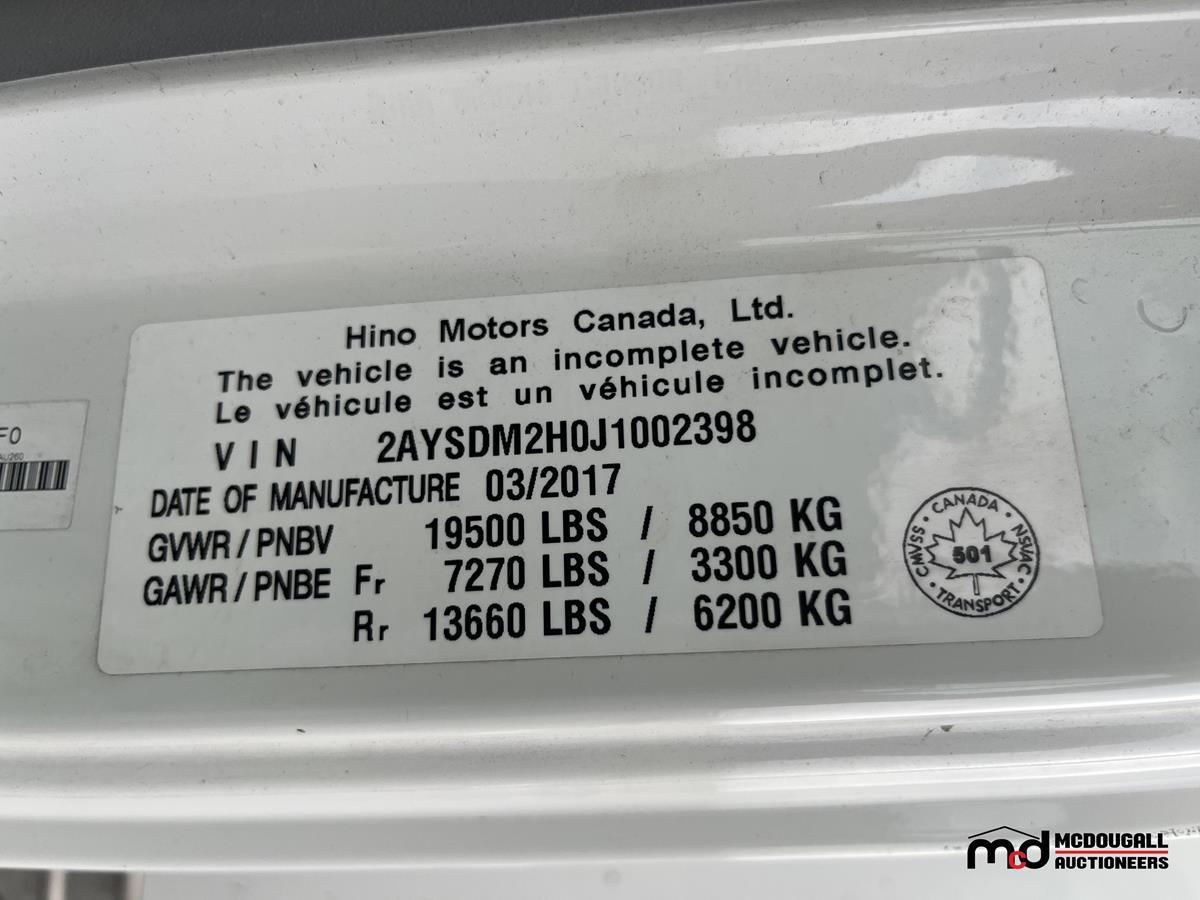 Hino Motors Canada, Ltd.
The vehicle is an incomplete vehicle.
Le véhicule est un véhicule incomplet.
VIN 2AYSDM2H0J1002398
DATE OF MANUFACTURE 03/2017
GVWR / PNBV 19500 LBS / 8850 KG
GAWR / PNBE Fr 7270 LBS / 3300 KG
Rr 13660 LBS / 6200 KG
CANADA
CMVSS 501 NSVAC
TRANSPORT
F0
AU260
mcd MCDOUGALL
AUCTIONEERS